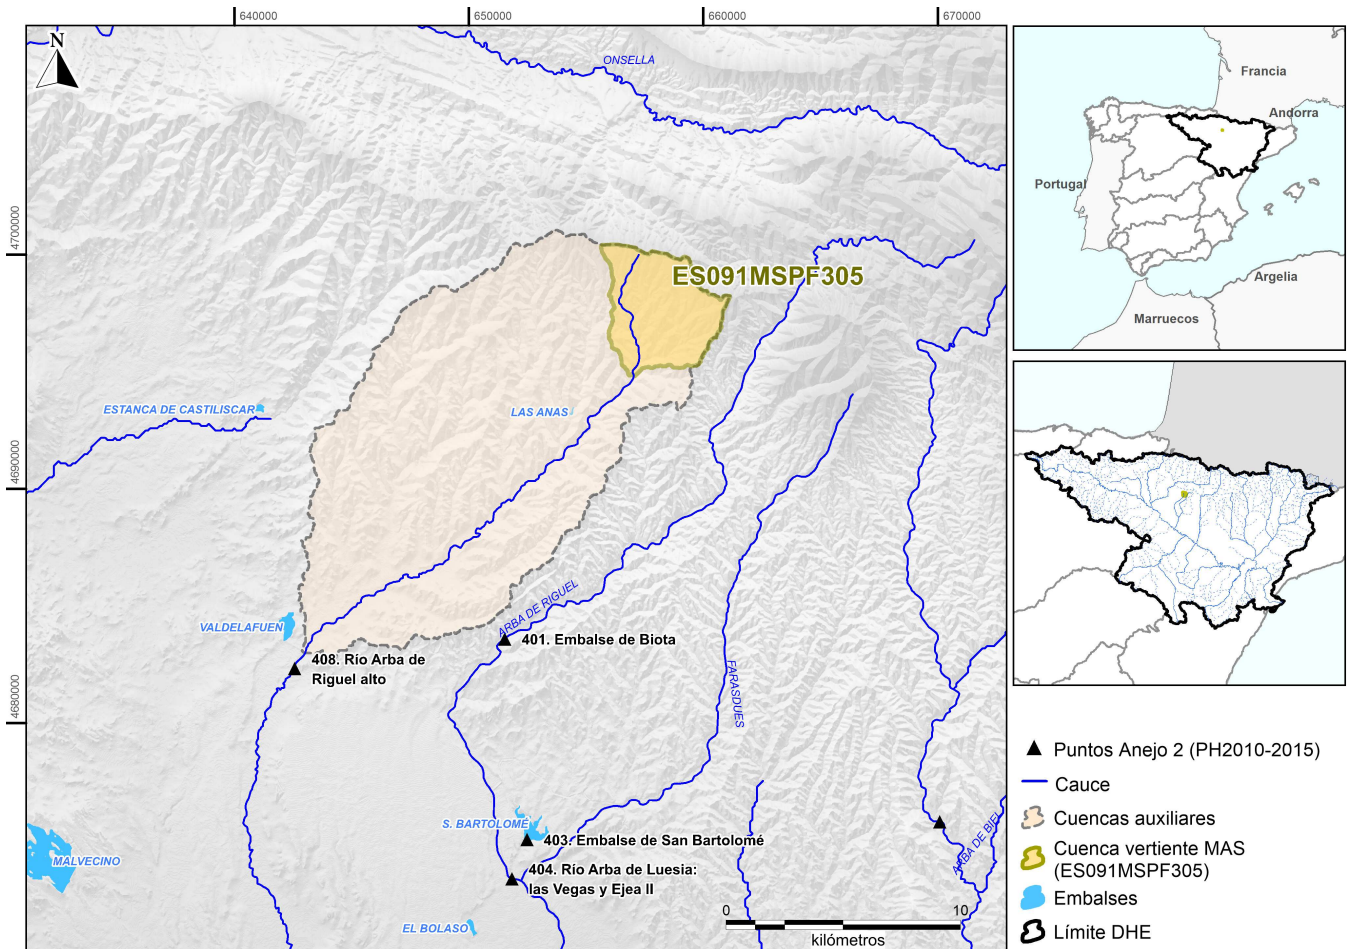 640000
650000
660000
670000
N
ONSELLA
4700000
ES091MSPF305
ESTANCA DE CASTILISCAR
LAS ANAS
4690000
ARBA DE RIGUEL
VALDELAFUEN
401. Embalse de Biota
408. Río Arba de
Riguel alto
FARASDUES
4680000
S. BARTOLOMÉ
403. Embalse de San Bartolomé
MALVECINO
404. Río Arba de Luesia:
las Vegas y Ejea II
ARBA DE BIEL
EL BOLASO
0
10
kilómetros
Francia
Andorra
Portugal
Argelia
Marruecos
Puntos Anejo 2 (PH2010-2015)
Cauce
Cuencas auxiliares
Cuenca vertiente MAS
(ES091MSPF305)
Embalses
Límite DHE